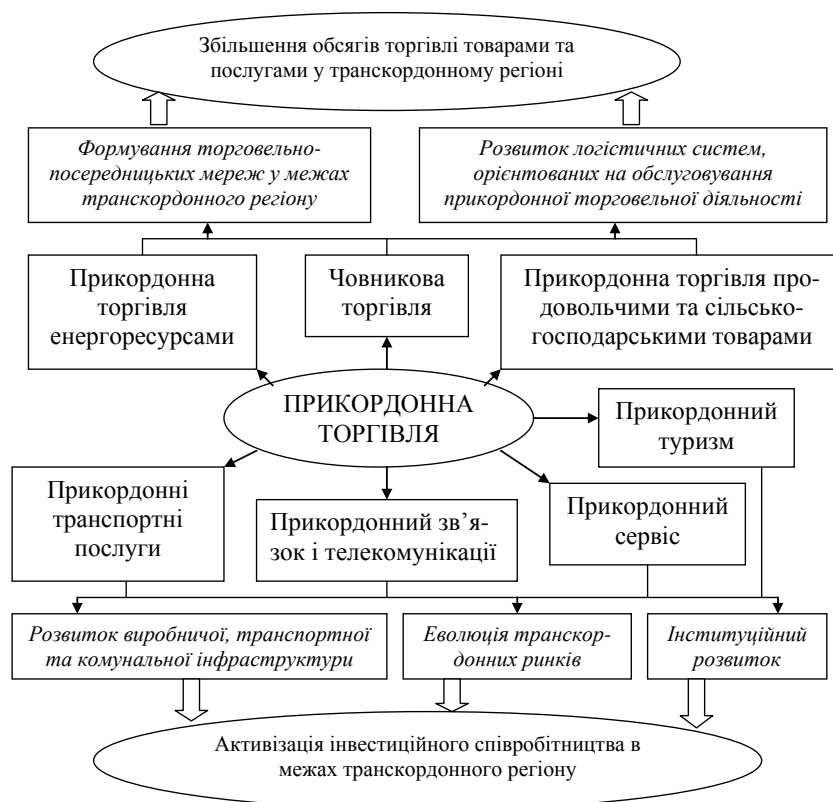 Збільшення обсягів торгівлі товарами та
послугами у транскордонному регіоні
Формування торговельно-
посередницьких мереж у межах
транскордонного регіону
Розвиток логістичних систем,
орієнтованих на обслуговування
прикордонної торговельної діяльності
Прикордонна
торгівля
енергоресурсами
Човникова
торгівля
Прикордонна торгівля про-
довольчими та сільсько-
господарськими товарами
ПРИКОРДОННА
ТОРГІВЛЯ
Прикордонний
туризм
Прикордонні
транспортні
послуги
Прикордонний зв’я-
зок і телекомунікації
Прикордонний
сервіс
Розвиток виробничої, транспортної
та комунальної інфраструктури
Еволюція транскор-
донних ринків
Інституційний
розвиток
Активізація інвестиційного співробітництва в
межах транскордонного регіону